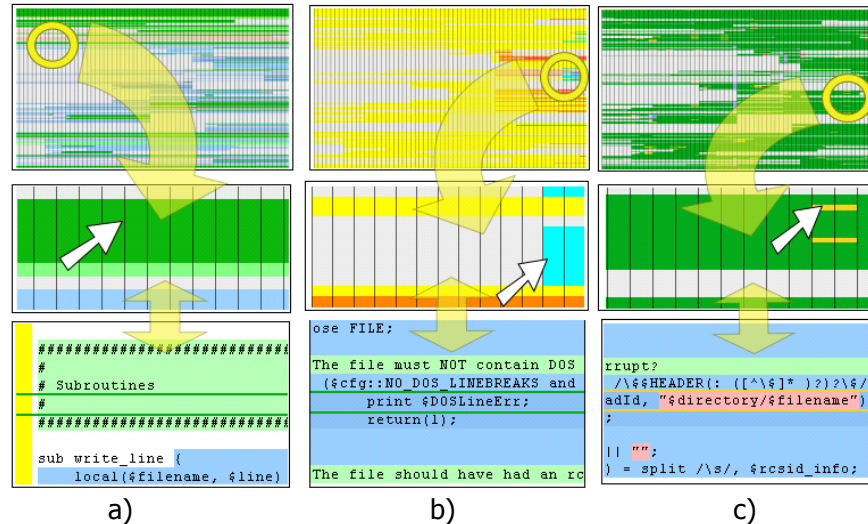 ##########################
#
# Subroutines
#
##########################
sub write_line {
local($filename, $line)
ose FILE;
The file must NOT contain DOS
($cfg::NO_DOS_LINEBREAKS and
print $DOSLineErr;
return(1);
The file should have had an rc
rrupt?
/\$$HEADER(: ([^\$]* )?)?\$/
adId, "$directory/$filename")
;
|| "";
) = split /\s/, $rcsid_info;
a)
b)
c)